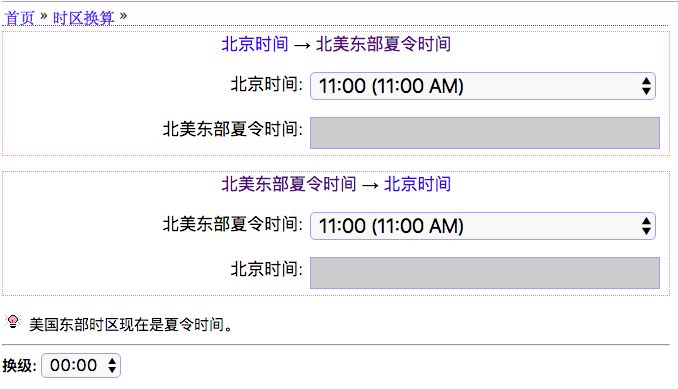 首页 » 时区换算 »
北京时间 → 北美东部夏令时间
北京时间: 11:00 (11:00 AM)
北美东部夏令时间:
北美东部夏令时间 → 北京时间
北美东部夏令时间: 11:00 (11:00 AM)
北京时间:
美国东部时区现在是夏令时间。
换级: 00:00